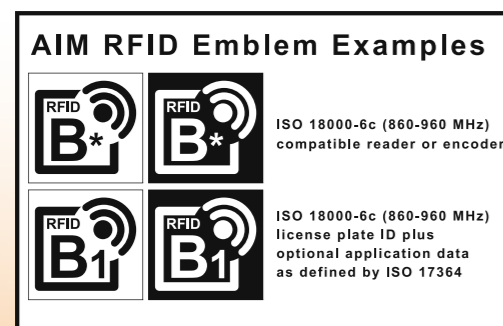 AIM RFID Emblem Examples
RFID RFID
B* B*
ISO 18000-6c (860-960 MHz)
compatible reader or encoder
RFID RFID
B1 B1
ISO 18000-6c (860-960 MHz)
license plate ID plus
optional application data
as defined by ISO 17364